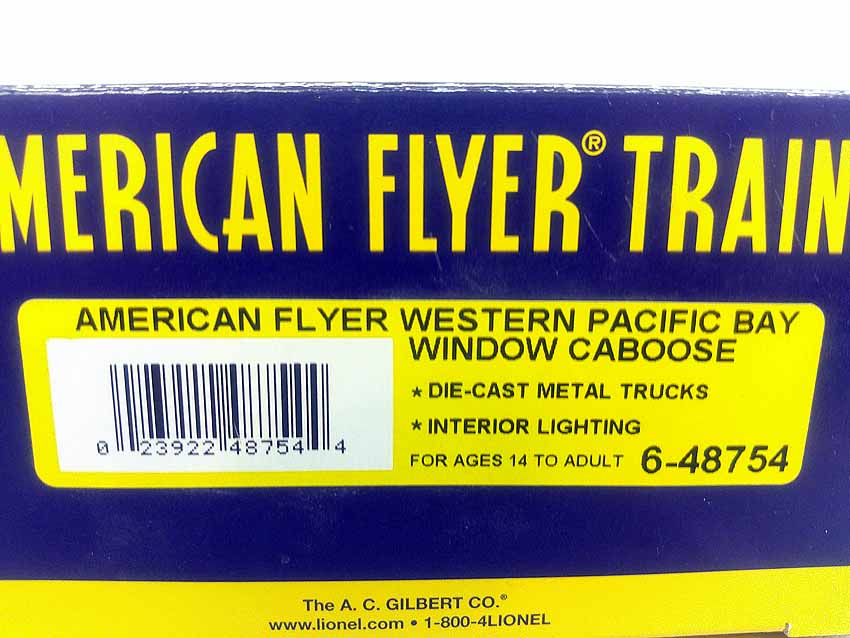 MERICAN FLYER® TRAIN
AMERICAN FLYER WESTERN PACIFIC BAY
WINDOW CABOOSE
* DIE-CAST METAL TRUCKS
* INTERIOR LIGHTING
FOR AGES 14 TO ADULT 6-48754
0 23922 48754 4
The A. C. GILBERT CO.®
www.lionel.com • 1-800-4LIONEL